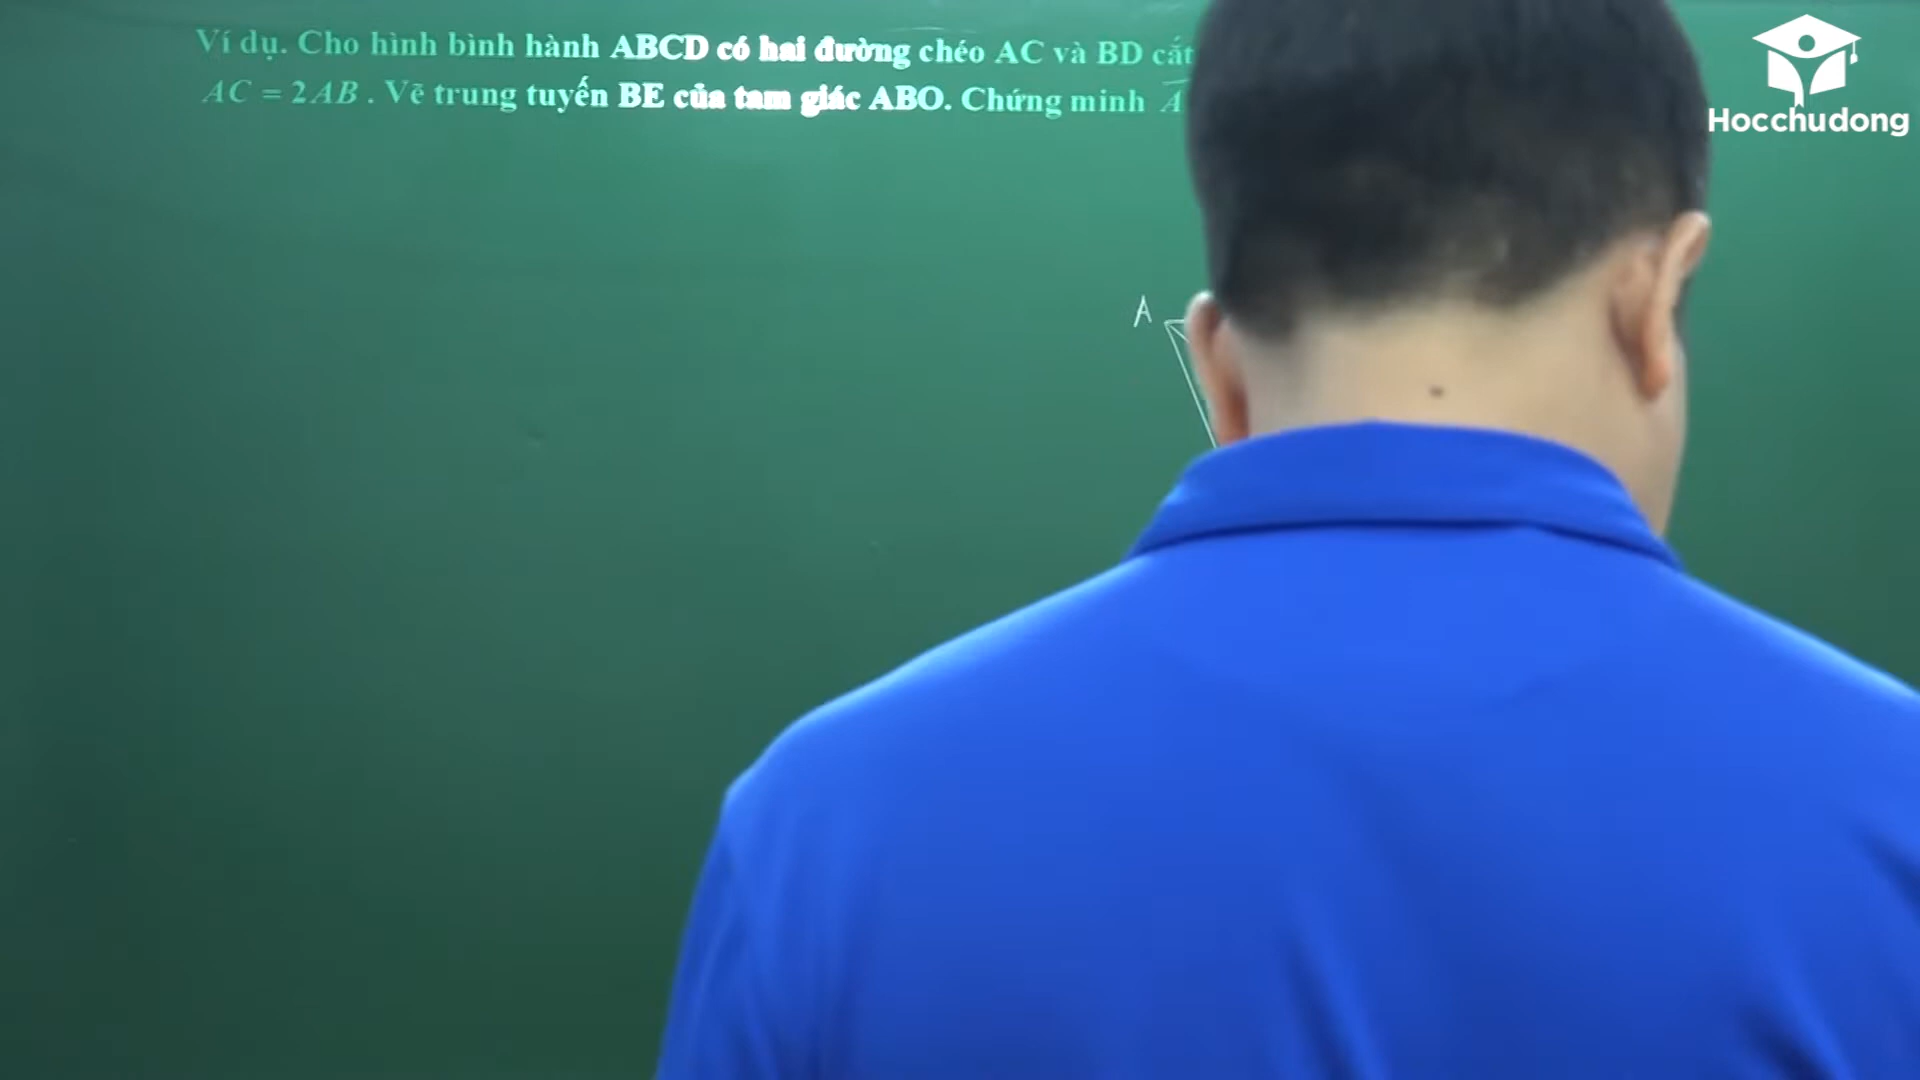 Ví dụ. Cho hình bình hành ABCD có hai đường chéo AC và BD cắt
AC = 2AB . Vẽ trung tuyến BE của tam giác ABO. Chứng minh A
Hocchudong
A